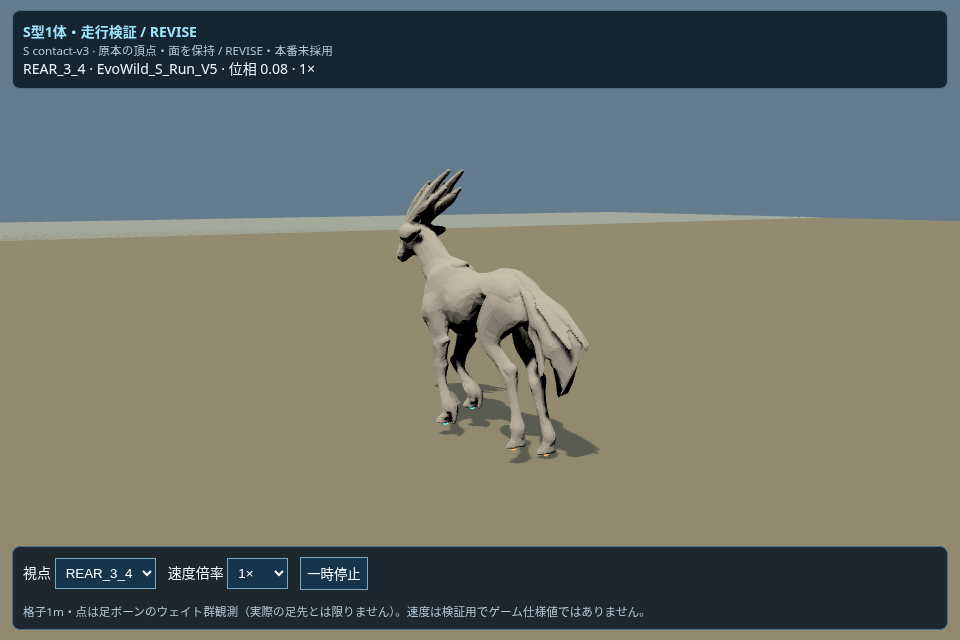 S型1体・走行検証 / REVISE
S contact-v3 · 原本の頂点・面を保持 / REVISE・本番未採用
REAR_3_4 · EvoWild_S_Run_V5 · 位相 0.08 · 1×
視点 REAR_3_4 速度倍率 1× 一時停止
格子1m・点は足ボーンのウェイト群観測（実際の足先とは限りません）。速度は検証用でゲーム仕様値ではありません。